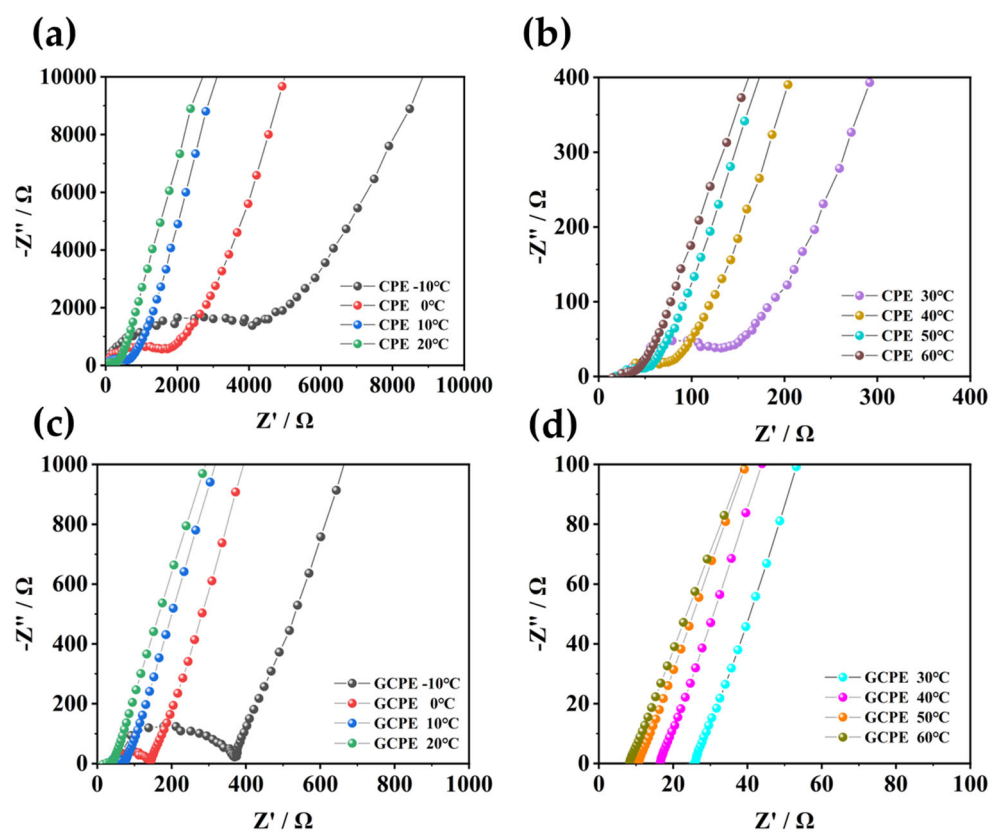 (a)
10000
8000
6000
4000
2000
0
-Z" / Ω
CPE -10℃
CPE 0℃
CPE 10℃
CPE 20℃
0 2000 4000 6000 8000 10000
Z' / Ω
(b)
400
300
200
100
0
-Z" / Ω
CPE 30℃
CPE 40℃
CPE 50℃
CPE 60℃
0 100 200 300 400
Z' / Ω
(c)
1000
800
600
400
200
0
-Z" / Ω
GCPE -10℃
GCPE 0℃
GCPE 10℃
GCPE 20℃
0 200 400 600 800 1000
Z' / Ω
(d)
100
80
60
40
20
0
-Z" / Ω
GCPE 30℃
GCPE 40℃
GCPE 50℃
GCPE 60℃
0 20 40 60 80 100
Z' / Ω